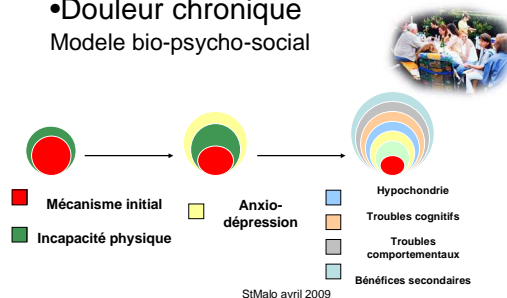 •Douleur chronique
Modele bio-psycho-social
Mécanisme initial
Incapacité physique
Anxio-
dépression
Hypochondrie
Troubles cognitifs
Troubles
comportementaux
Bénéfices secondaires
StMalo avril 2009